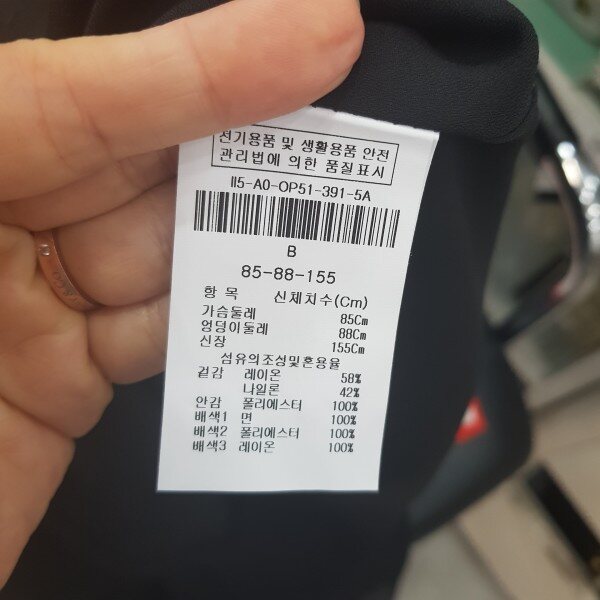 전기용품 및 생활용품 안전
관리법에 의한 품질표시
II5-A0-OP51-391-5A
B
85-88-155
항 목 신체치수(Cm)
가슴둘레 85Cm
엉덩이둘레 88Cm
신장 155Cm
섬유의조성및혼용율
겉감 레이온 58%
나일론 42%
안감 폴리에스터 100%
배색1 면 100%
배색2 폴리에스터 100%
배색3 레이온 100%